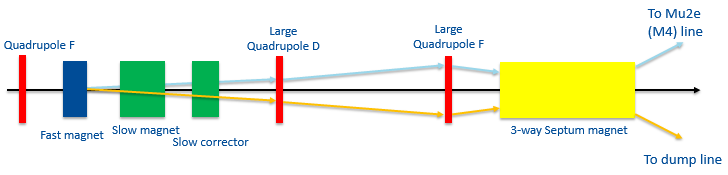 To Mu2e
(M4) line
Large
Quadrupole D
Large
Quadrupole F
Quadrupole F
Fast magnet
Slow magnet
Slow corrector
3-way Septum magnet
To dump line